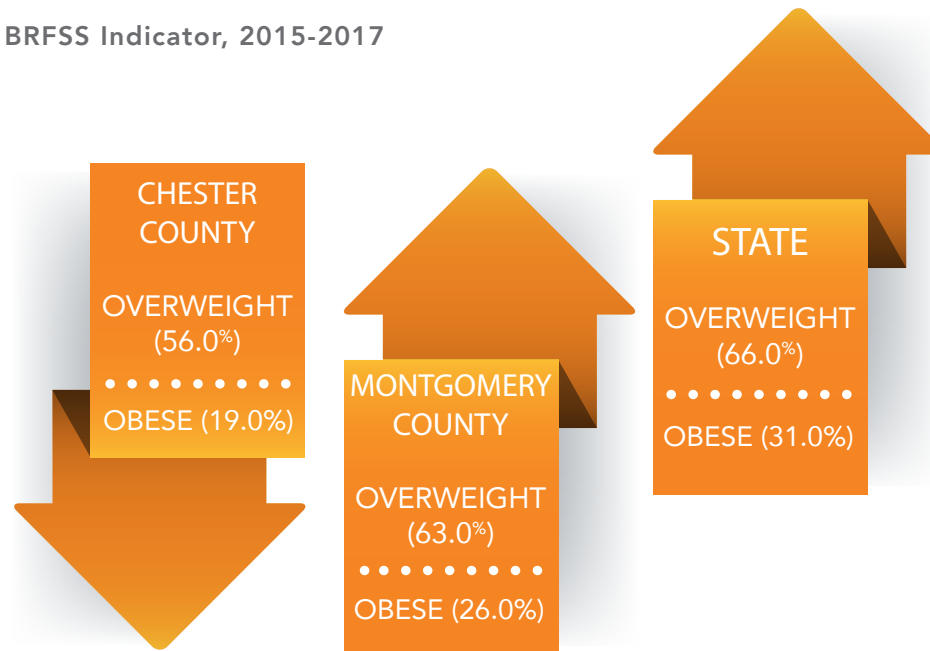 BRFSS Indicator, 2015-2017
CHESTER
COUNTY
OVERWEIGHT
(56.0%)
OBESE (19.0%)
MONTGOMERY
COUNTY
OVERWEIGHT
(63.0%)
OBESE (26.0%)
STATE
OVERWEIGHT
(66.0%)
OBESE (31.0%)